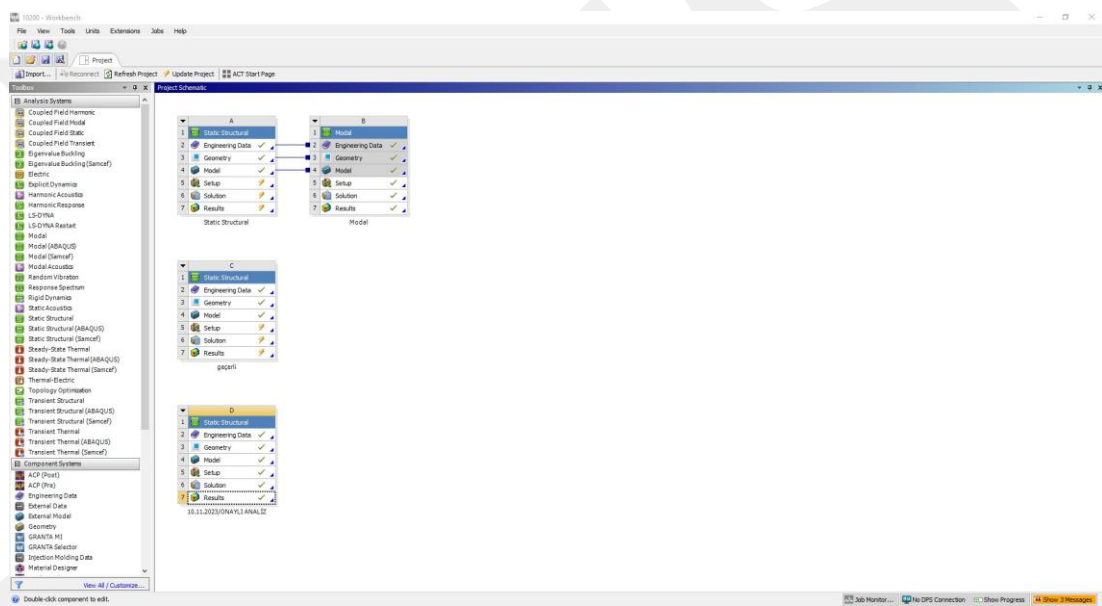 10200 - Workbench
File View Tools Units Extensions Jobs Help
Project
Import... Reconnect Refresh Project Update Project ACT Start Page
Toolbox
Project Schematic
Analysis Systems
Coupled Field Harmonic
Coupled Field Modal
Coupled Field Static
Coupled Field Transient
Eigenvalue Buckling
Eigenvalue Buckling (Samcef)
Electric
Explicit Dynamics
Harmonic Acoustics
Harmonic Response
LS-DYNA
LS-DYNA Restart
Modal
Modal (ABAQUS)
Modal (Samcef)
Modal Acoustics
Random Vibration
Response Spectrum
Rigid Dynamics
Static Acoustics
Static Structural
Static Structural (ABAQUS)
Static Structural (Samcef)
Steady-State Thermal
Steady-State Thermal (ABAQUS)
Steady-State Thermal (Samcef)
Thermal-Electric
Topology Optimization
Transient Structural
Transient Structural (ABAQUS)
Transient Structural (Samcef)
Transient Thermal
Transient Thermal (ABAQUS)
Transient Thermal (Samcef)
Component Systems
ACP (Post)
ACP (Pre)
Engineering Data
External Data
External Model
Geometry
GRANTA MI
GRANTA Selector
Injection Molding Data
Material Designer
View All / Customize...
A
1 Static Structural
2 Engineering Data
3 Geometry
4 Model
5 Setup
6 Solution
7 Results
Static Structural
B
1 Modal
2 Engineering Data
3 Geometry
4 Model
5 Setup
6 Solution
7 Results
Modal
C
1 Static Structural
2 Engineering Data
3 Geometry
4 Model
5 Setup
6 Solution
7 Results
geçerli
D
1 Static Structural
2 Engineering Data
3 Geometry
4 Model
5 Setup
6 Solution
7 Results
10.11.2023/ONAYLI ANALİZ
Double-click component to edit.
Job Monitor... No DPS Connection Show Progress Show 3 Messages